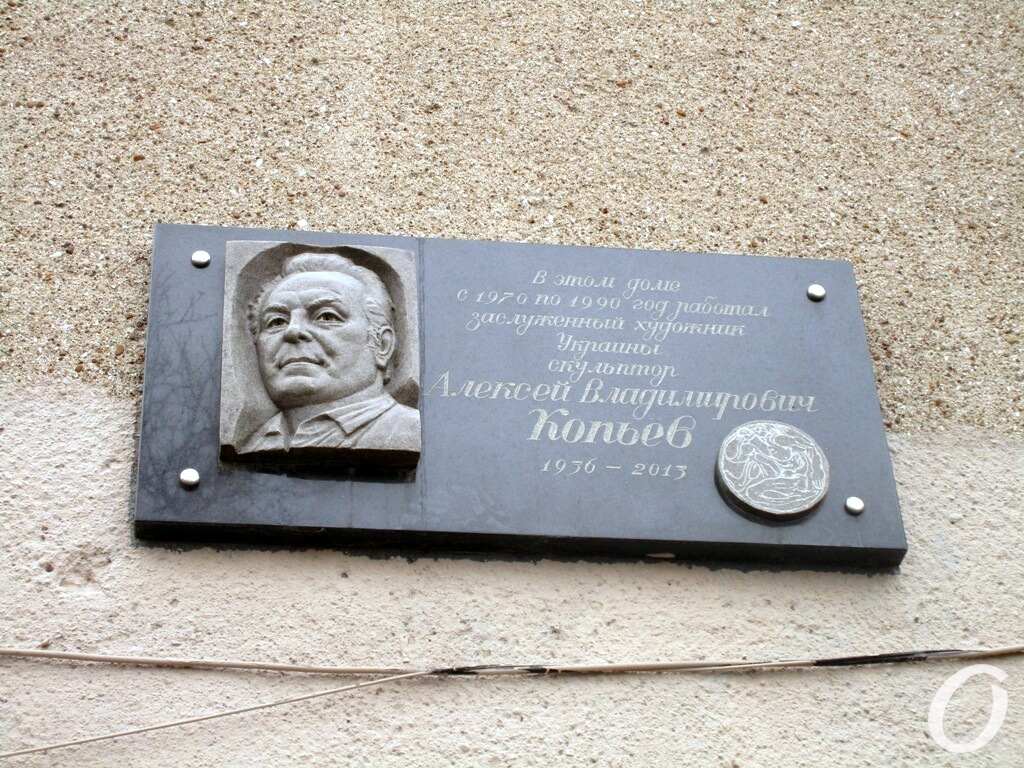 В этом доме
с 1970 по 1990 год работал
заслуженный художник
Украины
скульптор
Алексей Владимирович
Копьев
1936 – 2013
O